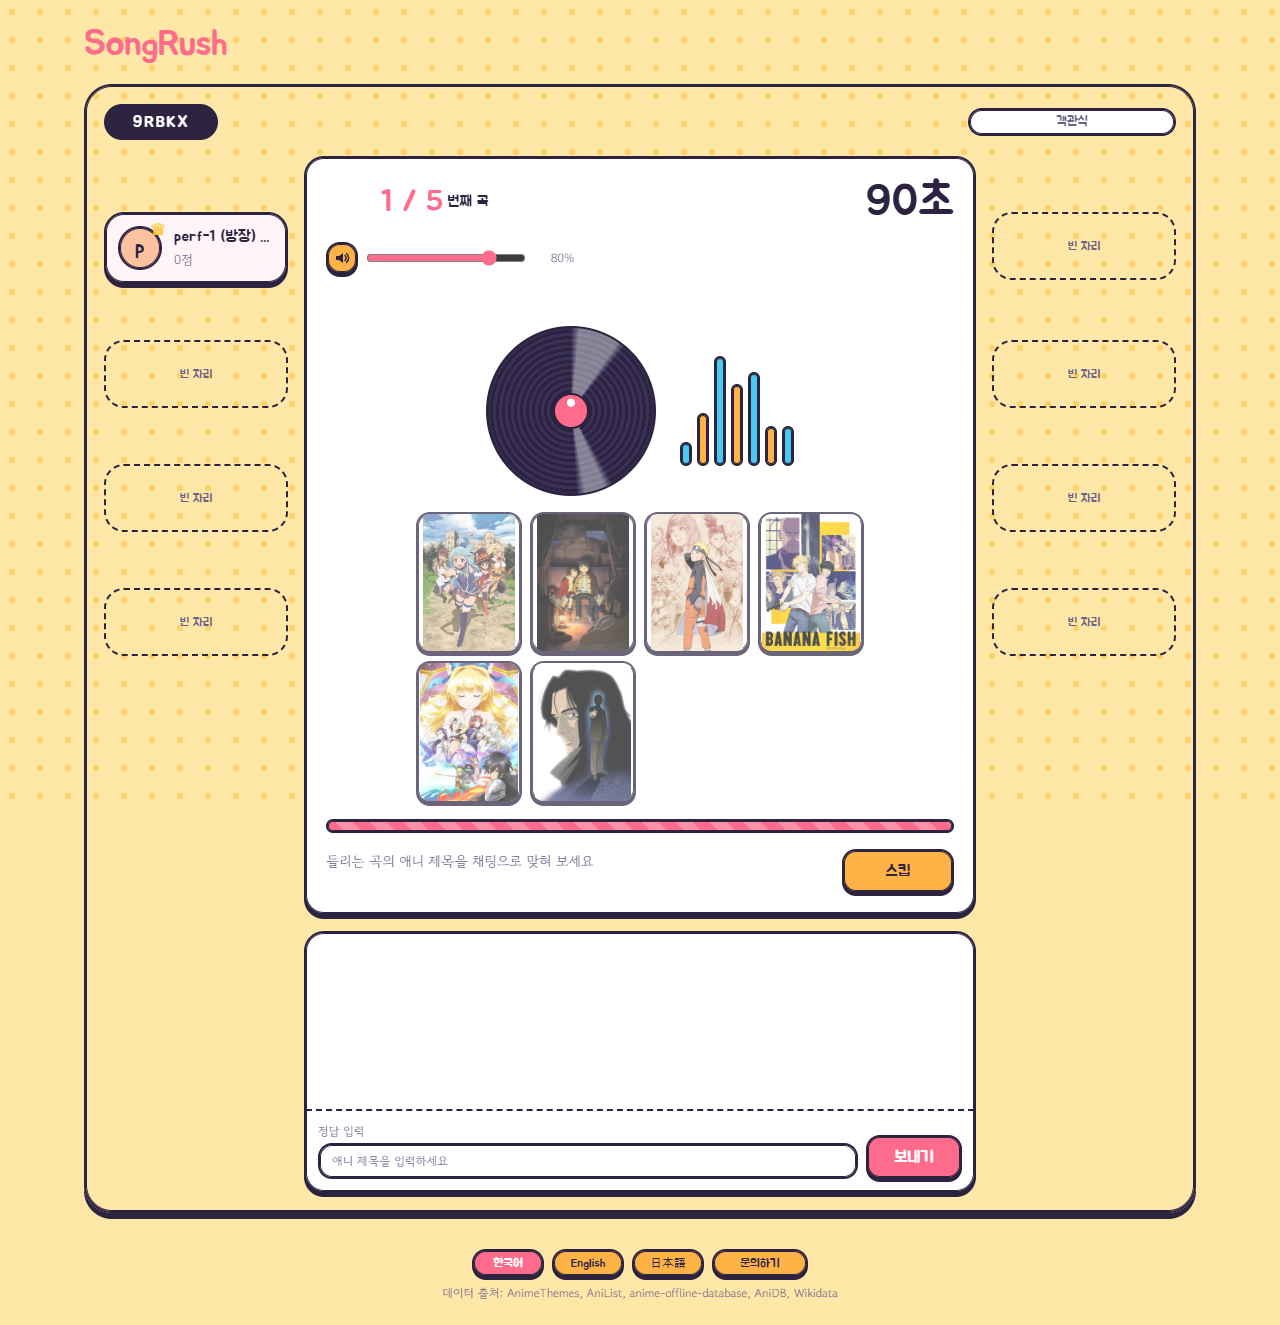 SongRush
9RBKX
객관식
1 / 5 번째 곡
90초
80%
perf-1 (방장) ...
0점
P
빈 자리
빈 자리
빈 자리
빈 자리
빈 자리
빈 자리
빈 자리
BANANA FISH
들리는 곡의 애니 제목을 채팅으로 맞혀 보세요
스킵
정답 입력
애니 제목을 입력하세요
보내기
한국어
English
日本語
문의하기
데이터 출처: AnimeThemes, AniList, anime-offline-database, AniDB, Wikidata